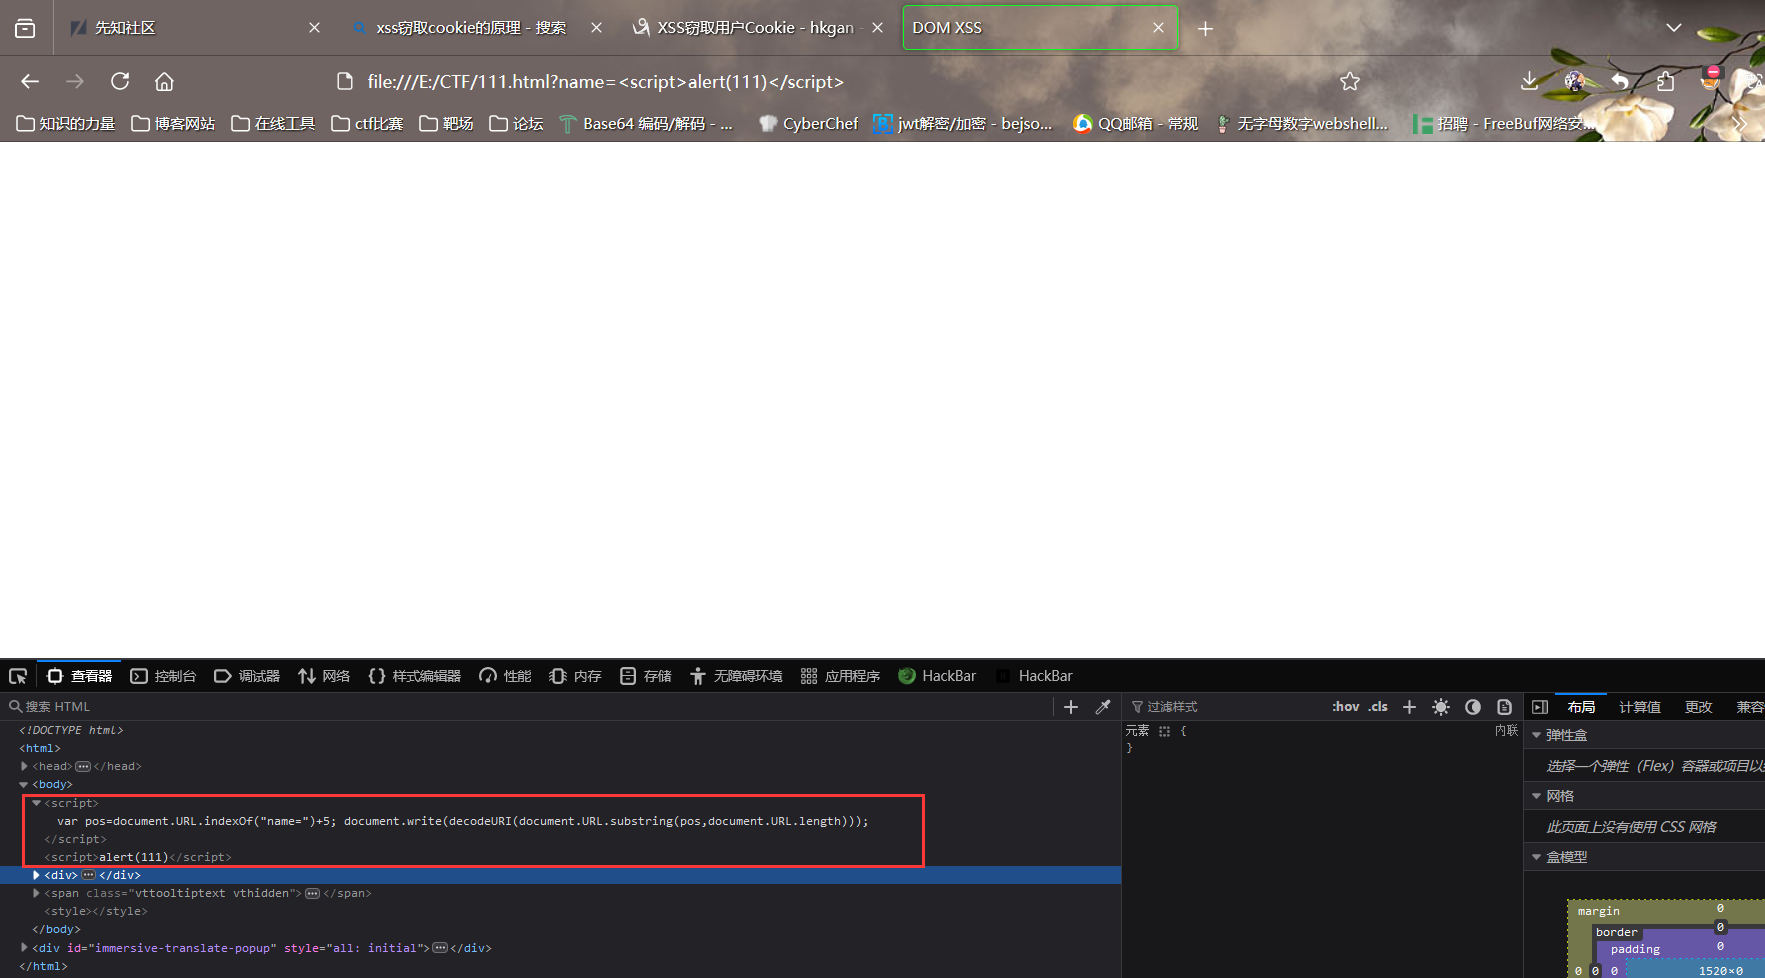 先知社区
xss窃取cookie的原理 - 搜索
XSS窃取用户Cookie - hkgan -
DOM XSS
file:///E:/CTF/111.html?name=<script>alert(111)</script>
知识的力量
博客网站
在线工具
ctf比赛
靶场
论坛
Base64 编码/解码 - ...
CyberChef
jwt解密/加密 - bejso...
QQ邮箱 - 常规
无字母数字webshell...
招聘 - FreeBuf网络安...
查看器
控制台
调试器
网络
样式编辑器
性能
内存
存储
无障碍环境
应用程序
HackBar
HackBar
搜索 HTML
过滤样式
:hov .cls
布局
计算值
更改
兼容
<!DOCTYPE html>
<html>
<head>
</head>
<body>
<script>
var pos=document.URL.indexOf("name=")+5; document.write(decodeURI(document.URL.substring(pos,document.URL.length)));
</script>
<script>alert(111)</script>
<div>
</div>
<span class="vttooltiptext vthidden">
</span>
<style></style>
</body>
<div id="immersive-translate-popup" style="all: initial">
</div>
</html>
元素 {
内联
}
弹性盒
选择一个弹性（Flex）容器或项目以
网格
此页面上没有使用 CSS 网格
盒模型
margin
0
border
0
padding
0
0 0 0
1520×0